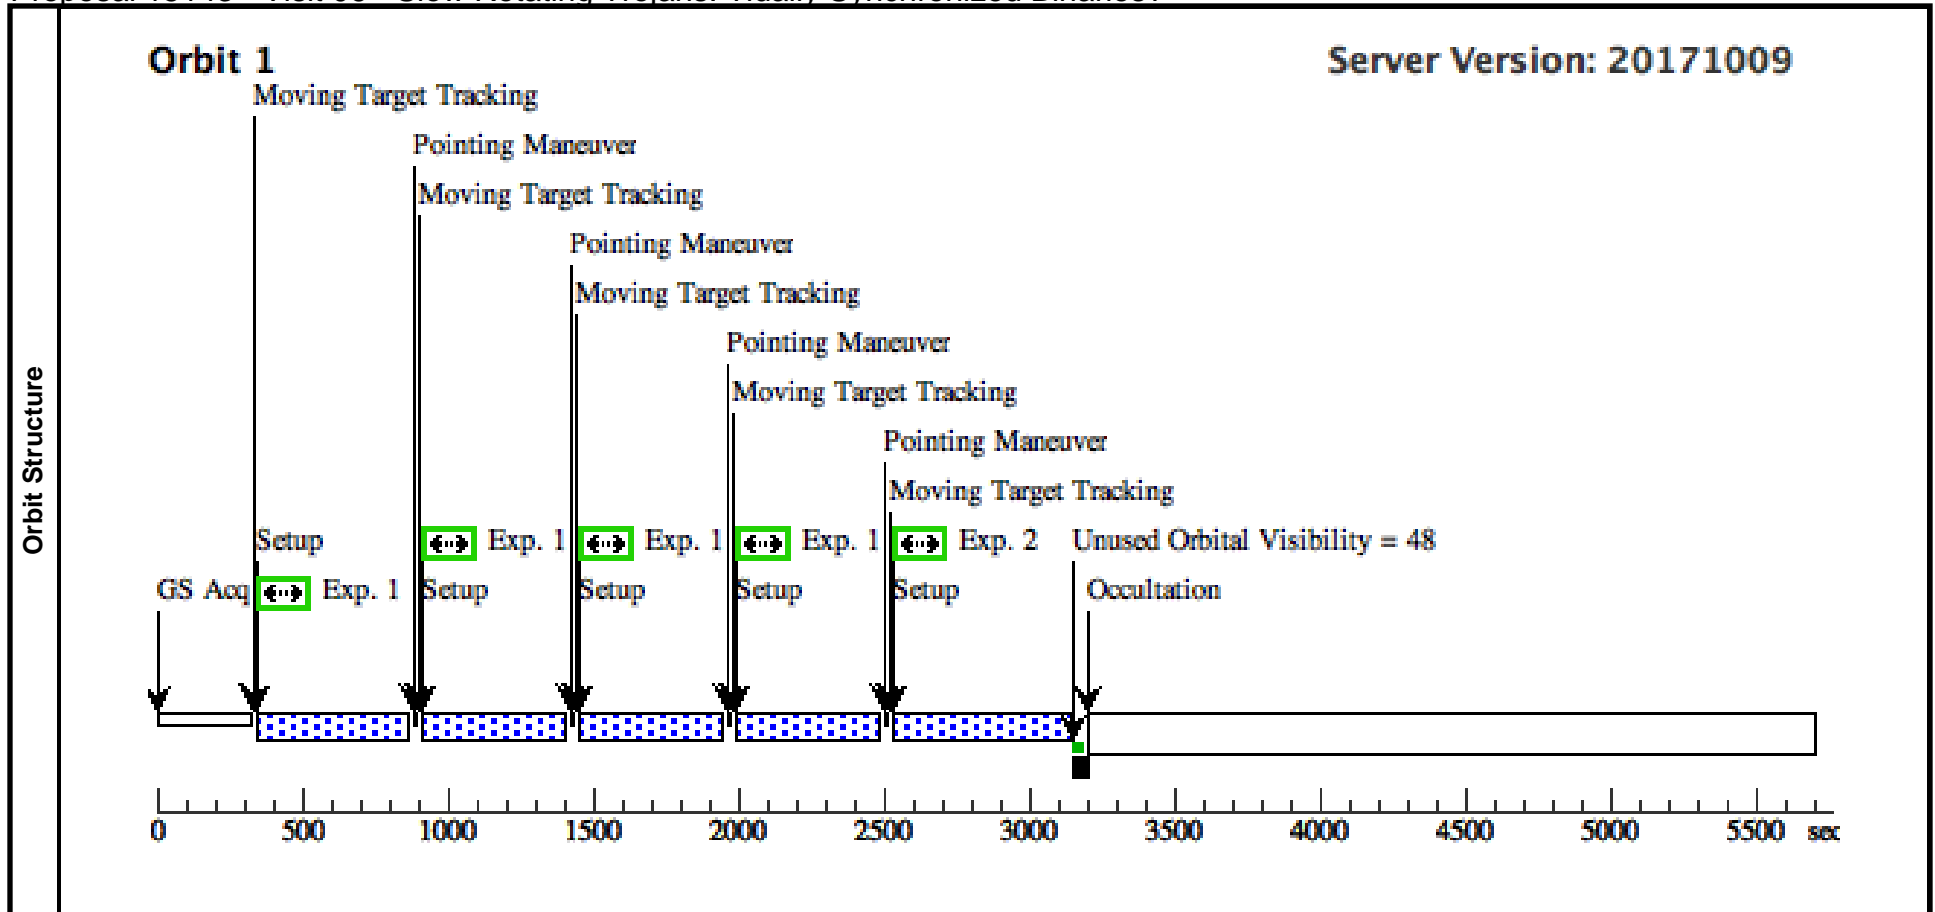 Orbit 1
Server Version: 20171009
Moving Target Tracking
Pointing Maneuver
Moving Target Tracking
Pointing Maneuver
Moving Target Tracking
Pointing Maneuver
Moving Target Tracking
Pointing Maneuver
Moving Target Tracking
Setup Exp. 1 Exp. 1 Exp. 1 Exp. 2 Unused Orbital Visibility = 48
GS Acq Exp. 1 Setup Setup Setup Setup Occultation
Orbit Structure
0 500 1000 1500 2000 2500 3000 3500 4000 4500 5000 5500 sec